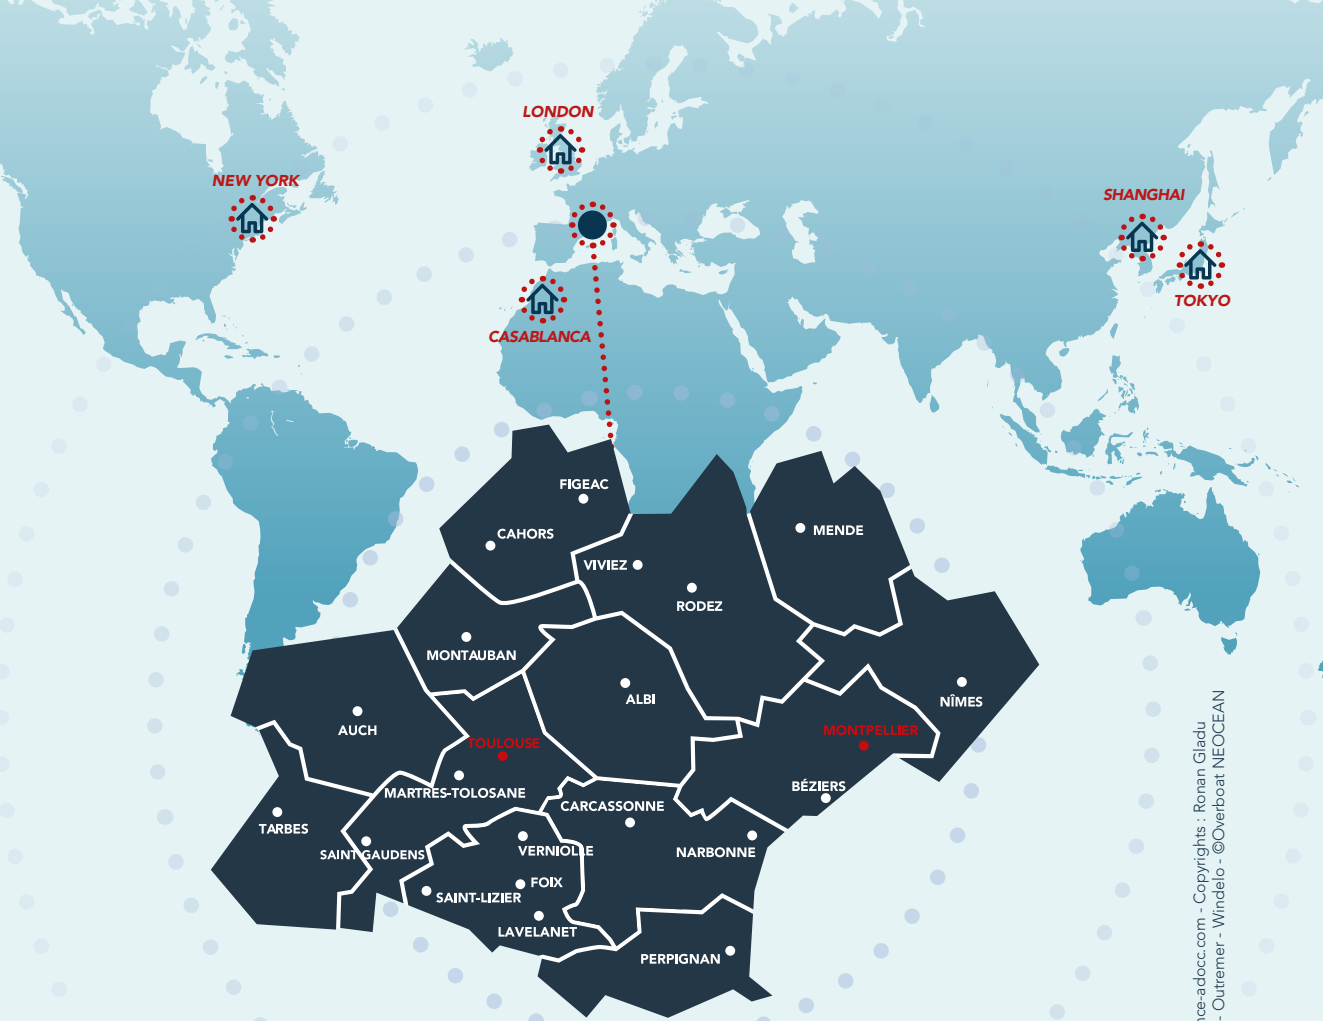 LONDON
NEW YORK
SHANGHAI
TOKYO
CASABLANCA
FIGEAC
CAHORS
MENDE
VIVIEZ
RODEZ
MONTAUBAN
ALBI
NÎMES
AUCH
MONTPELLIER
TOULOUSE
BÉZIERS
MARTRES-TOLOSANE
CARCASSONNE
TARBES
SAINT-GAUDENS
VERNIOLLE
NARBONNE
FOIX
SAINT-LIZIER
LAVELANET
PERPIGNAN
nce-adocc.com - Copyrights : Ronan Gladu
- Outremer - Windelo - ©Overboat NEOCEAN